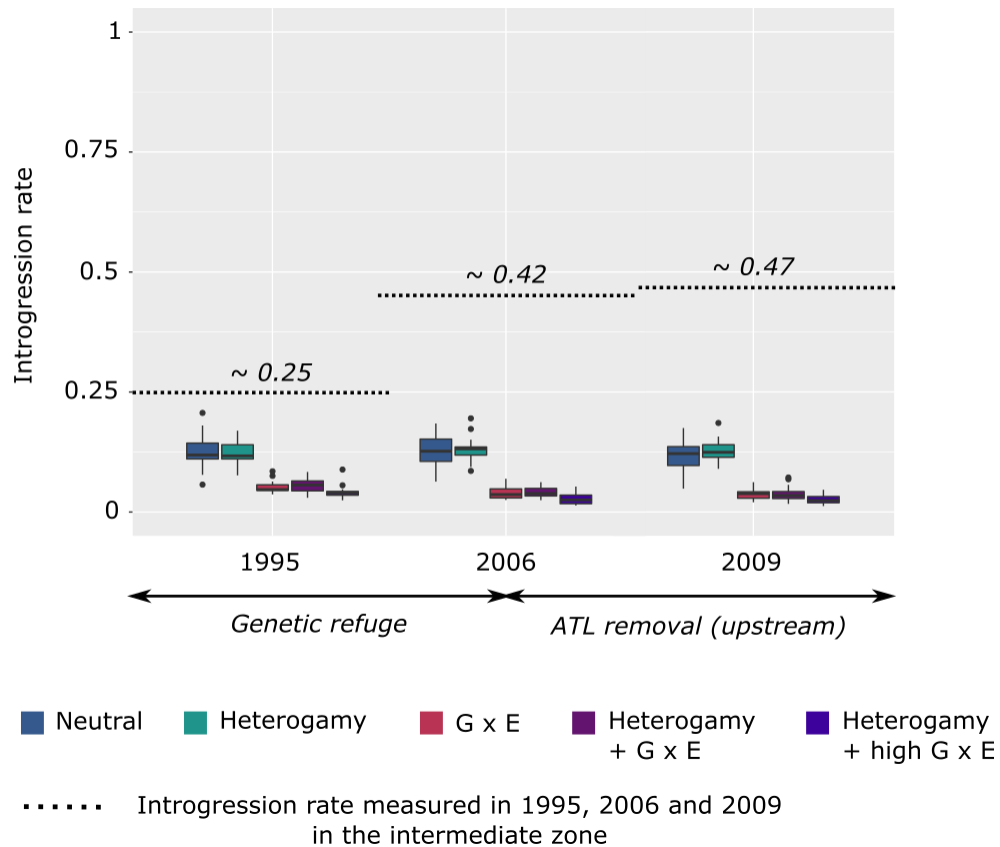 Introgression rate
1
0.75
0.5
0.25
0
~ 0.25
~ 0.42
~ 0.47
1995
2006
2009
Genetic refuge
ATL removal (upstream)
Neutral
Heterogamy
G x E
Heterogamy
+ G x E
Heterogamy
+ high G x E
Introgression rate measured in 1995, 2006 and 2009
in the intermediate zone